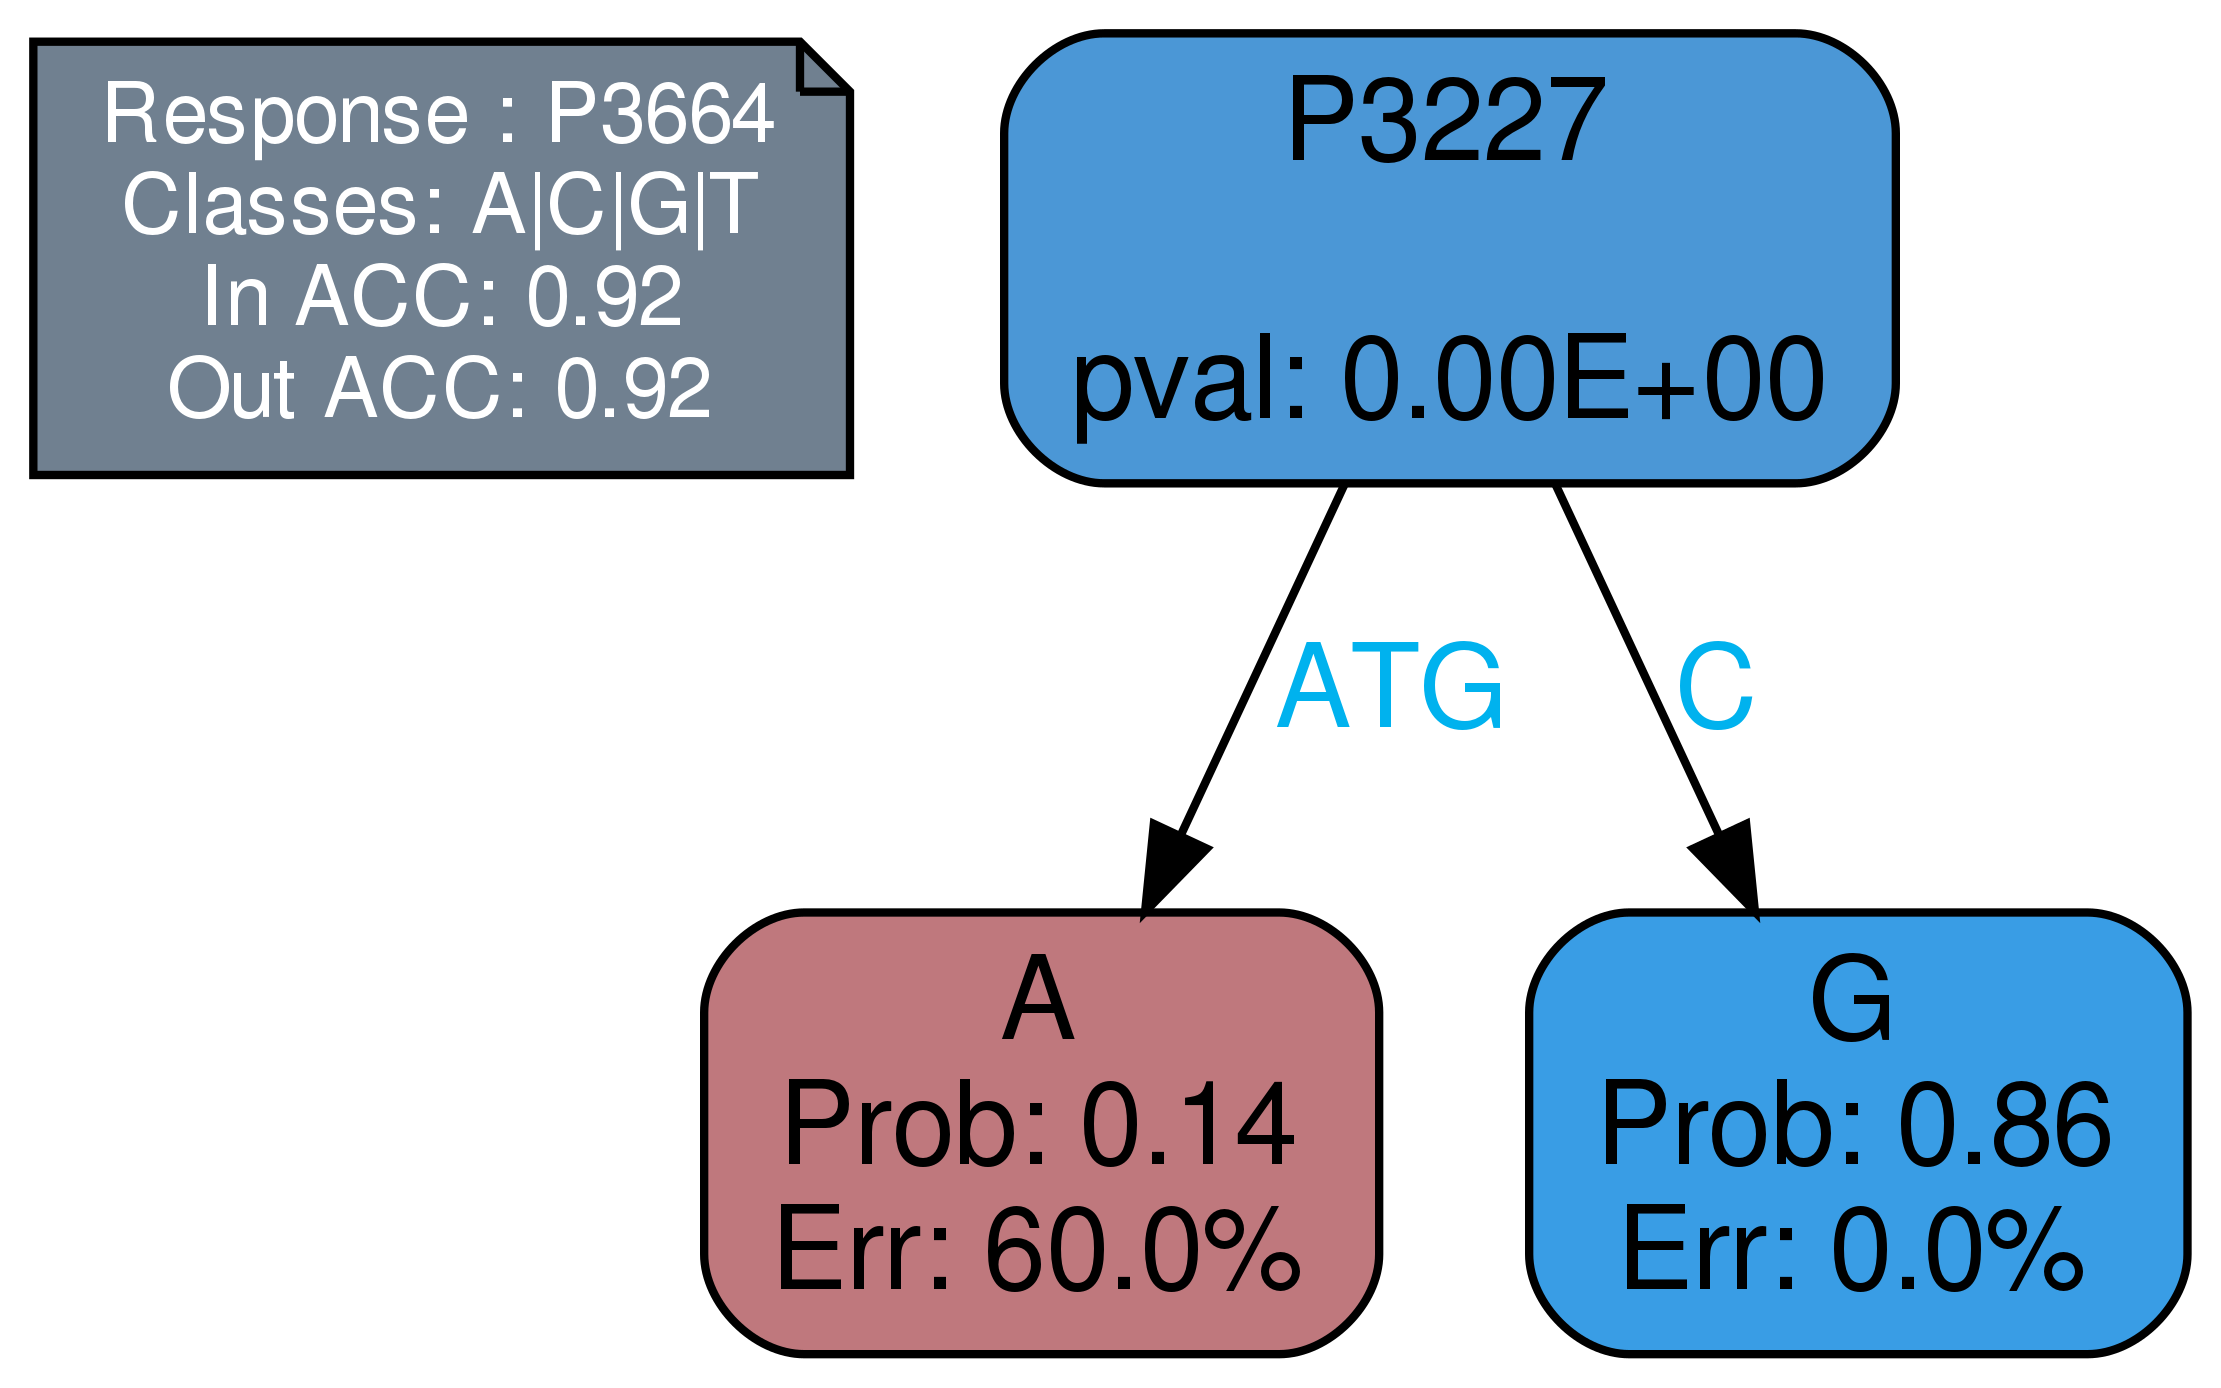 Response : P3664
Classes: A|C|G|T
In ACC: 0.92
Out ACC: 0.92
P3227
pval: 0.00E+00
ATG
C
A
Prob: 0.14
Err: 60.0%
G
Prob: 0.86
Err: 0.0%